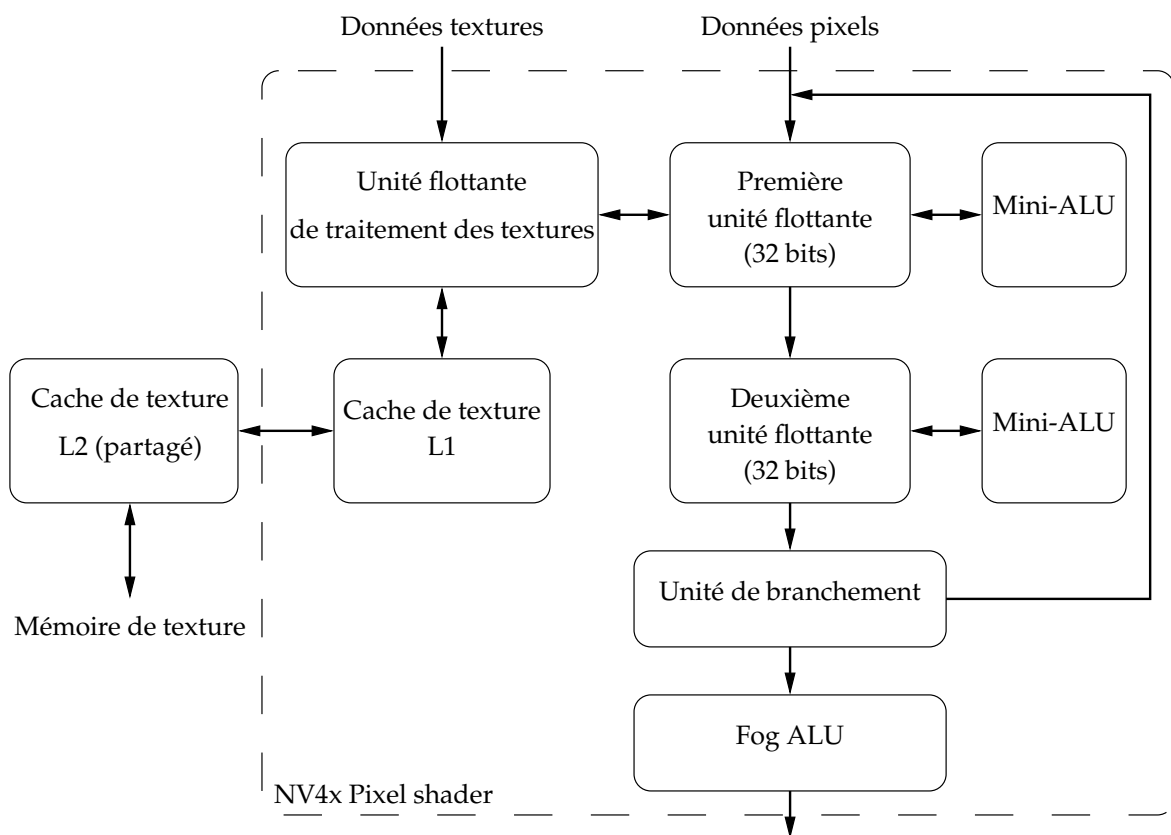 Données textures
Données pixels
Unité flottante
de traitement des textures
Première
unité flottante
(32 bits)
Mini-ALU
Cache de texture
L2 (partagé)
Cache de texture
L1
Deuxième
unité flottante
(32 bits)
Mini-ALU
Unité de branchement
Mémoire de texture
Fog ALU
NV4x Pixel shader